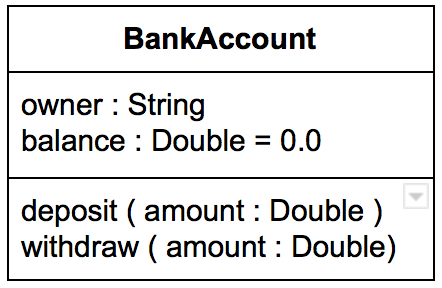 BankAccount
owner : String
balance : Double = 0.0
deposit ( amount : Double )
withdraw ( amount : Double)